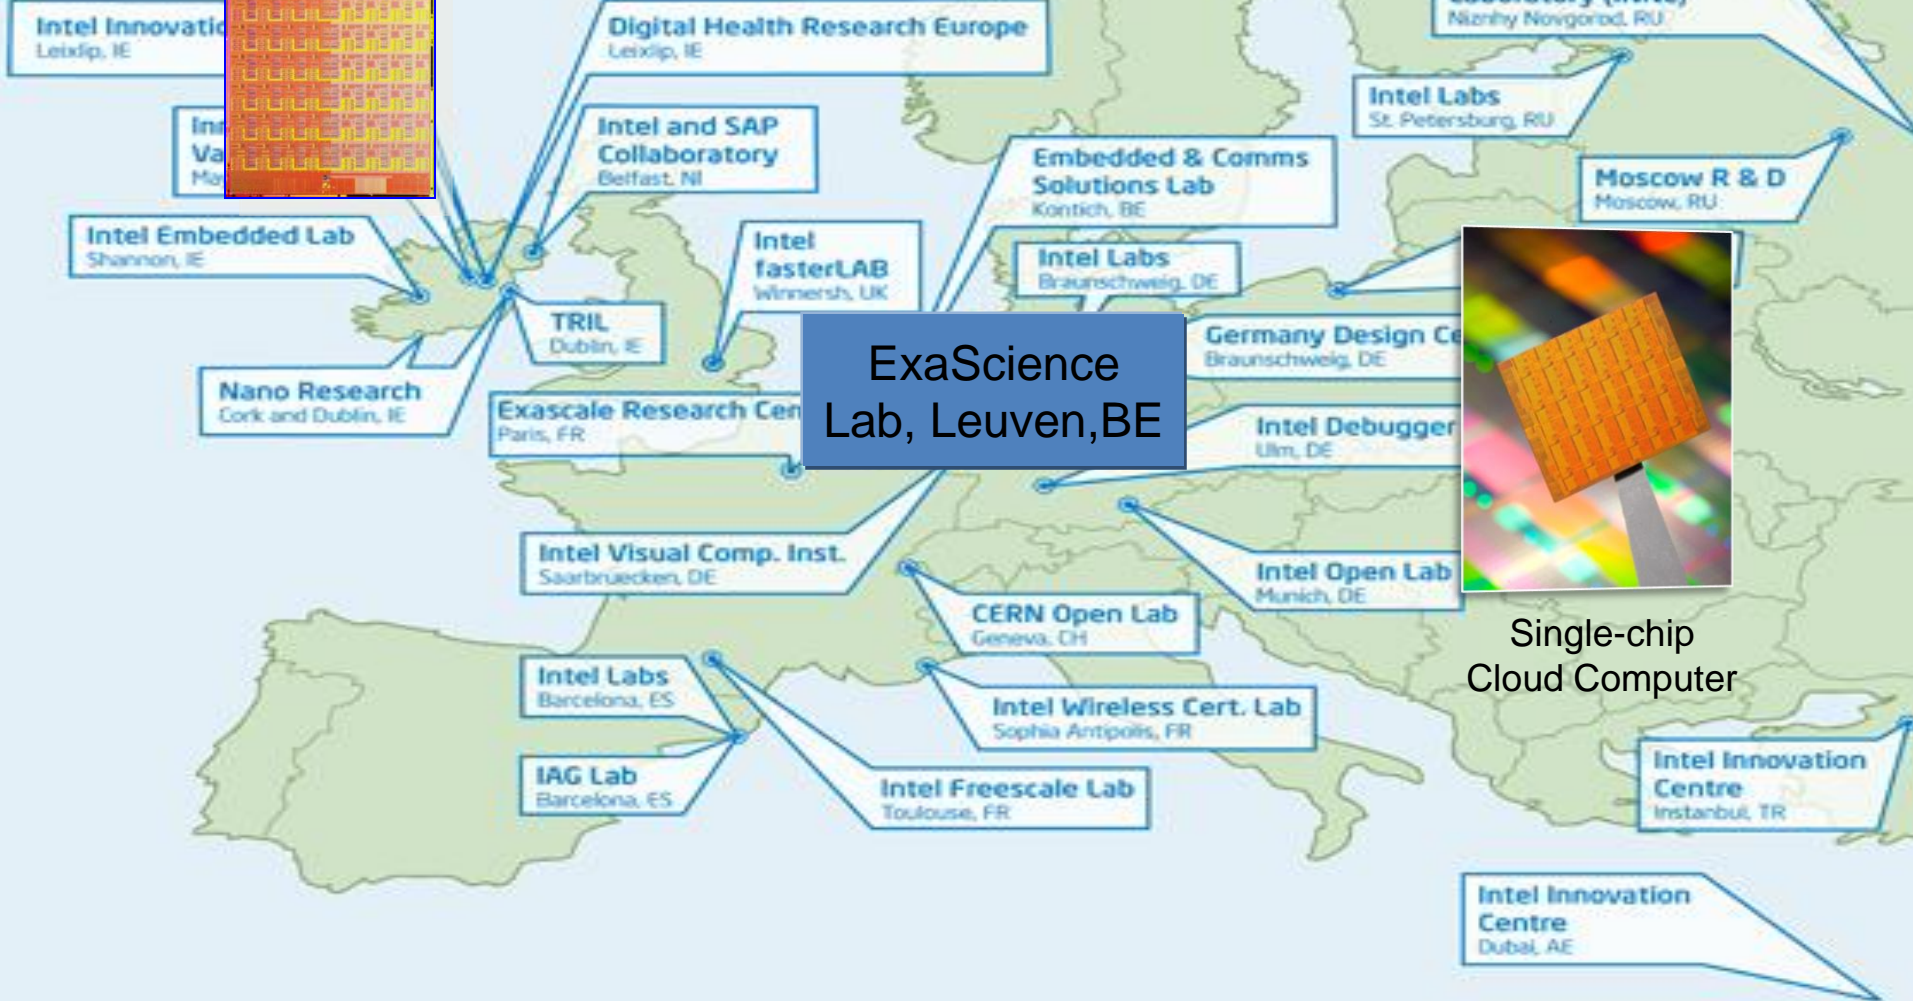 Intel
Leixlip, IE
Digital Health Research Europe
Leixlip, IE
Niznhy Novgorod, RU
Intel Labs
St. Petersburg, RU
Intel and SAP
Collaboratory
Belfast, NI
Embedded & Comms
Solutions Lab
Kontich, BE
Moscow R & D
Moscow, RU
Intel Embedded Lab
Shannon, IE
Intel
fasterLAB
Winnersh, UK
Intel Labs
Braunschweig, DE
TRIL
Dublin, IE
Germany Design
Braunschweig, DE
ExaScience
Lab, Leuven,BE
Nano Research
Cork and Dublin, IE
Exascale Research
Paris, FR
Intel Debugger
Ulm, DE
Intel Visual Comp. Inst.
Saarbruecken, DE
Intel Open Lab
Munich, DE
CERN Open Lab
Geneva, CH
Single-chip
Cloud Computer
Intel Labs
Barcelona, ES
Intel Wireless Cert. Lab
Sophia Antipolis, FR
IAG Lab
Barcelona, ES
Intel Freescale Lab
Toulouse, FR
Intel Innovation
Centre
Instanbul, TR
Intel Innovation
Centre
Dubai, AE